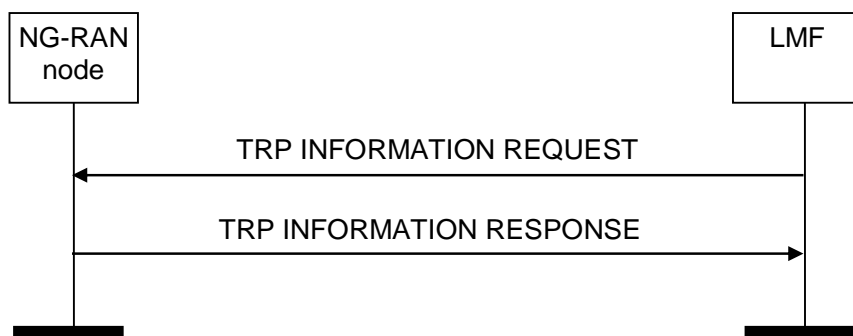 NG-RAN
node
LMF
TRP INFORMATION REQUEST
TRP INFORMATION RESPONSE